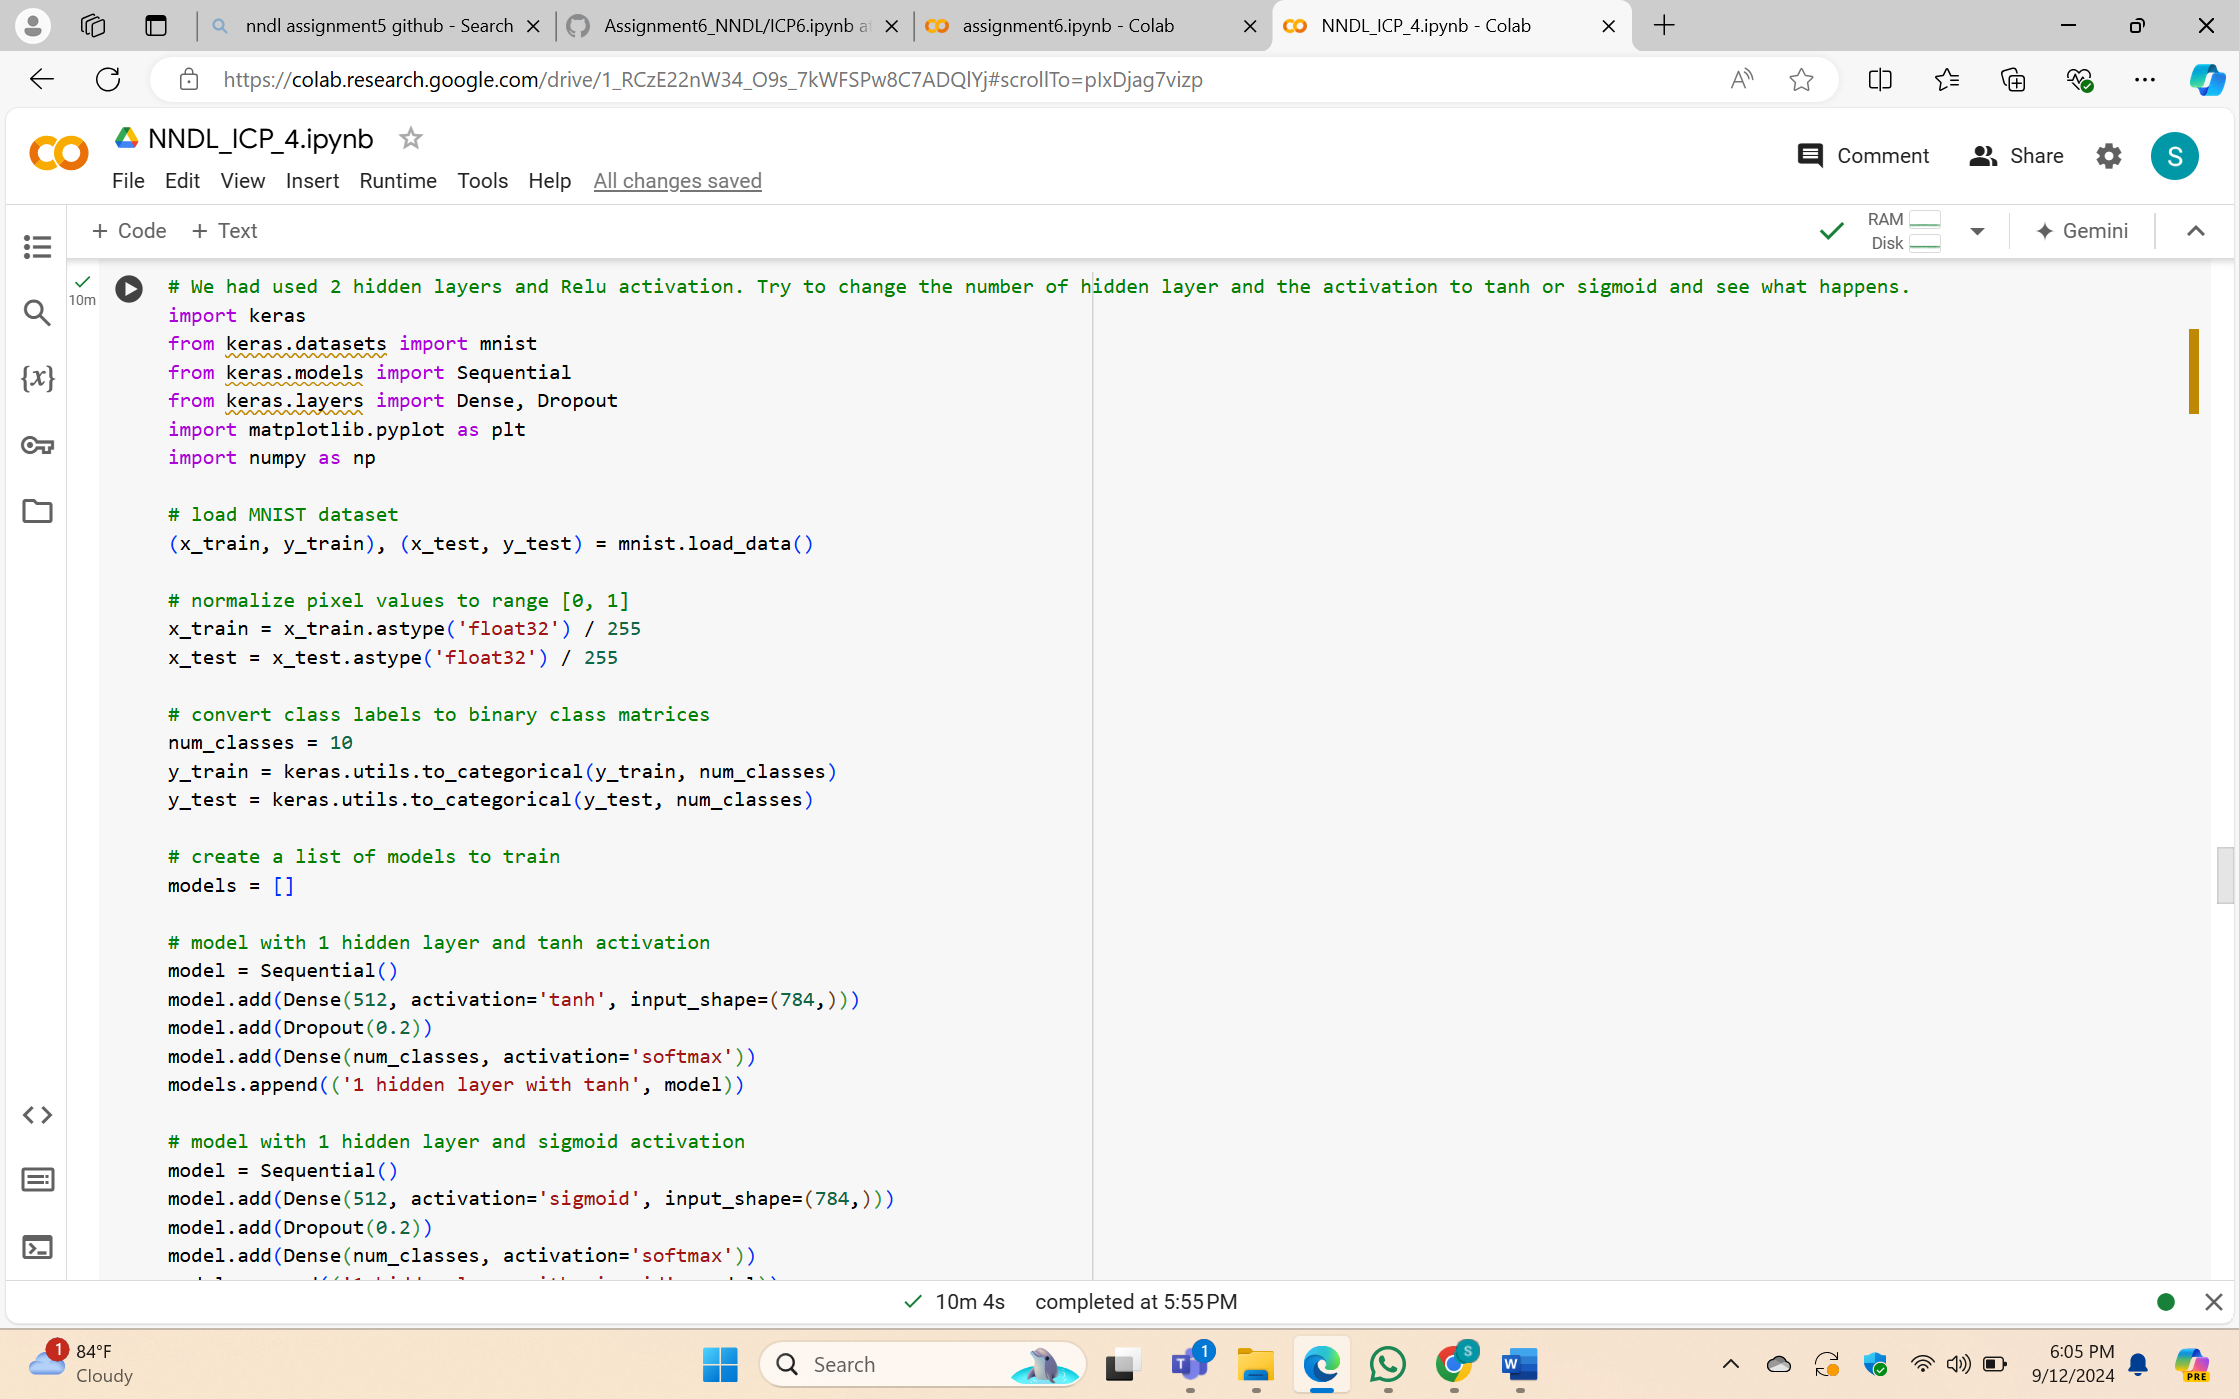 nndl assignment5 github - Search
Assignment6_NNDL/ICP6.ipynb at
assignment6.ipynb - Colab
NNDL_ICP_4.ipynb - Colab
https://colab.research.google.com/drive/1_RCzE22nW34_O9s_7kWFSPw8C7ADQlYj#scrollTo=pIxDjag7vizp
NNDL_ICP_4.ipynb
Comment
Share
S
File Edit View Insert Runtime Tools Help All changes saved
+ Code + Text
RAM
Disk
Gemini
10m
# We had used 2 hidden layers and Relu activation. Try to change the number of hidden layer and the activation to tanh or sigmoid and see what happens.
import keras
from keras.datasets import mnist
from keras.models import Sequential
from keras.layers import Dense, Dropout
import matplotlib.pyplot as plt
import numpy as np
# load MNIST dataset
(x_train, y_train), (x_test, y_test) = mnist.load_data()
# normalize pixel values to range [0, 1]
x_train = x_train.astype('float32') / 255
x_test = x_test.astype('float32') / 255
# convert class labels to binary class matrices
num_classes = 10
y_train = keras.utils.to_categorical(y_train, num_classes)
y_test = keras.utils.to_categorical(y_test, num_classes)
# create a list of models to train
models = []
# model with 1 hidden layer and tanh activation
model = Sequential()
model.add(Dense(512, activation='tanh', input_shape=(784,)))
model.add(Dropout(0.2))
model.add(Dense(num_classes, activation='softmax'))
models.append(('1 hidden layer with tanh', model))
# model with 1 hidden layer and sigmoid activation
model = Sequential()
model.add(Dense(512, activation='sigmoid', input_shape=(784,)))
model.add(Dropout(0.2))
model.add(Dense(num_classes, activation='softmax'))
10m 4s completed at 5:55 PM
1
84°F
Cloudy
Search
1
S
W
6:05 PM
9/12/2024
PRE